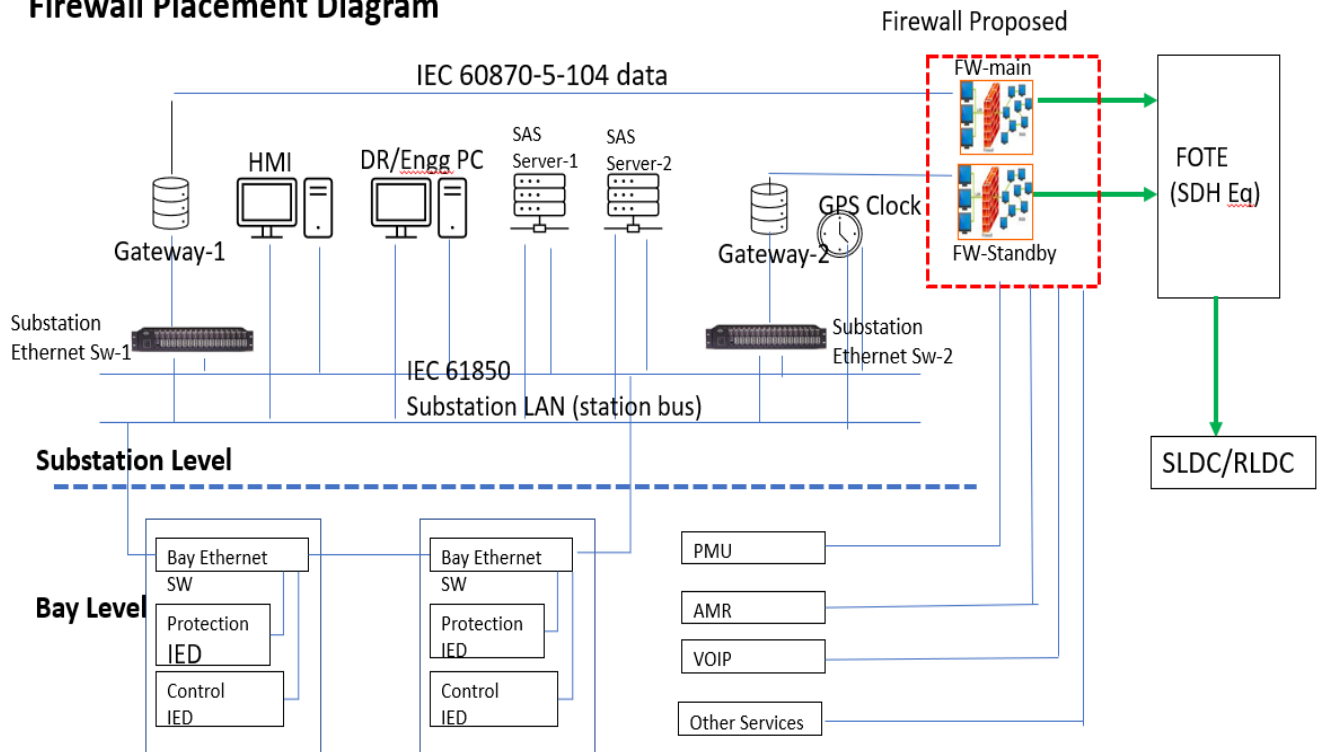 Firewall Placement Diagram
Firewall Proposed
IEC 60870-5-104 data
FW-main
SAS
Server-1
SAS
Server-2
HMI
DR/Engg PC
FOTE
(SDH Eq)
GPS Clock
Gateway-1
Gateway-2
FW-Standby
Substation
Ethernet Sw-1
Substation
Ethernet Sw-2
IEC 61850
Substation LAN (station bus)
Substation Level
SLDC/RLDC
Bay Ethernet
SW
Bay Ethernet
SW
PMU
Bay Level
Protection
IED
Protection
IED
AMR
VOIP
Control
IED
Control
IED
Other Services